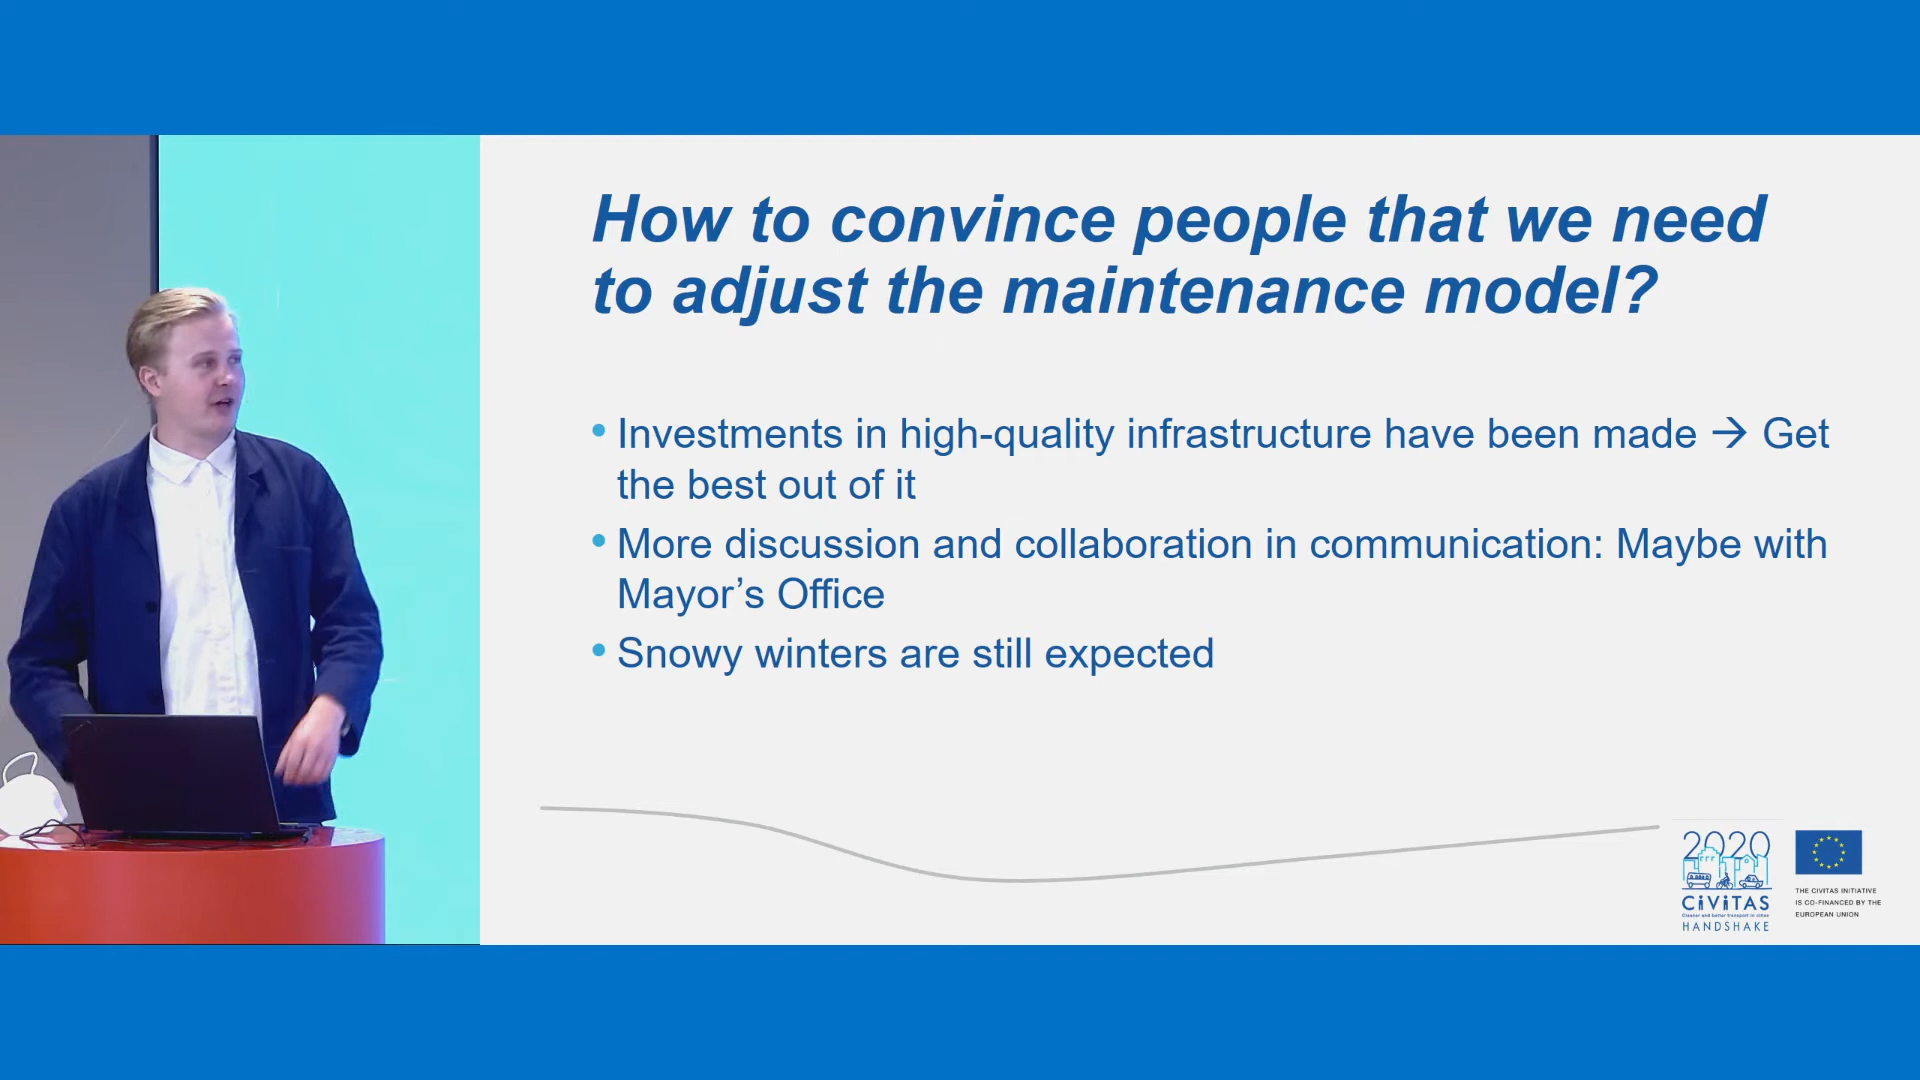 How to convince people that we need
to adjust the maintenance model?
• Investments in high-quality infrastructure have been made → Get
the best out of it
• More discussion and collaboration in communication: Maybe with
Mayor’s Office
• Snowy winters are still expected
2020
CiViTAS
Cleaner and better transport in cities
HANDSHAKE
THE CIVITAS INITIATIVE
IS CO-FINANCED BY THE
EUROPEAN UNION